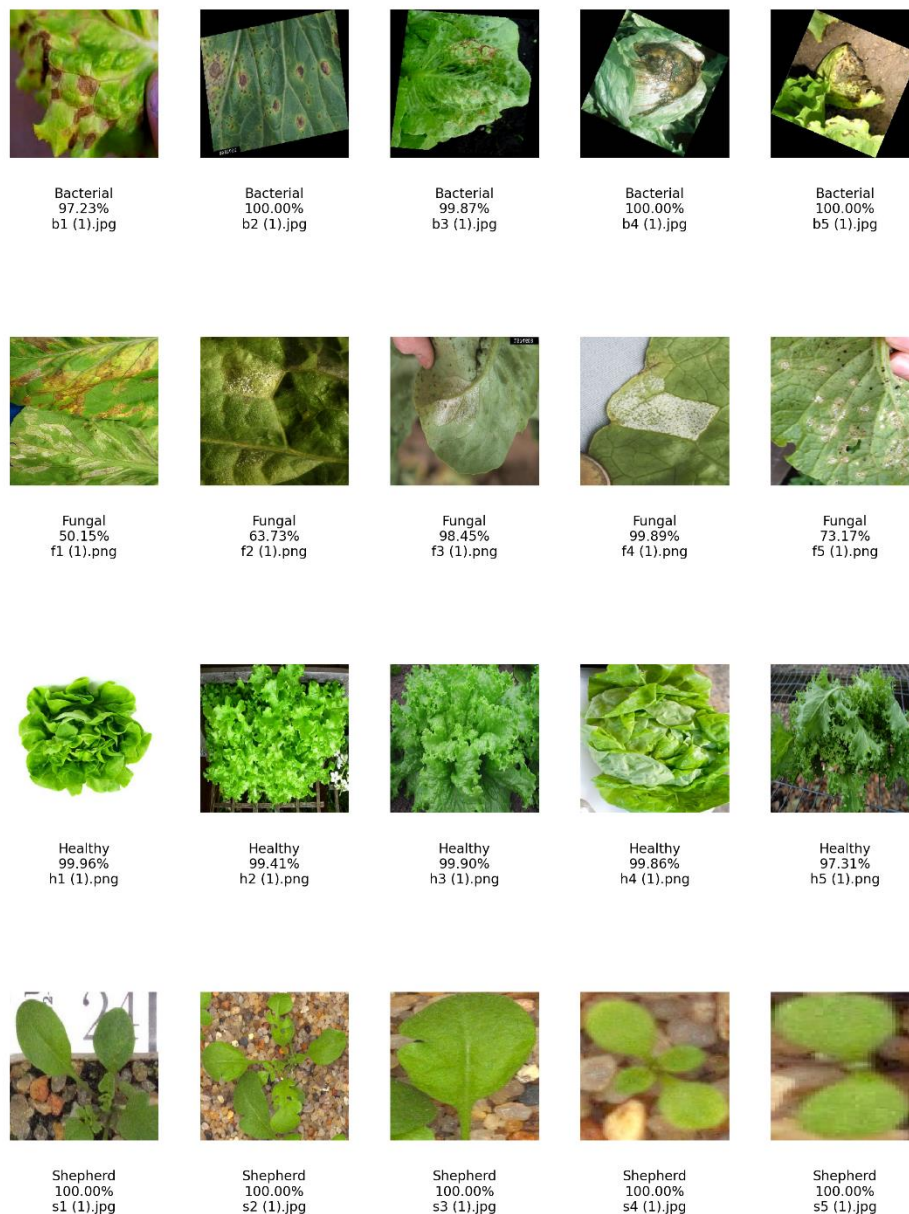 Bacterial
97.23%
b1 (1).jpg
Bacterial
100.00%
b2 (1).jpg
Bacterial
99.87%
b3 (1).jpg
Bacterial
100.00%
b4 (1).jpg
Bacterial
100.00%
b5 (1).jpg
Fungal
50.15%
f1 (1).png
Fungal
63.73%
f2 (1).png
Fungal
98.45%
f3 (1).png
Fungal
99.89%
f4 (1).png
Fungal
73.17%
f5 (1).png
Healthy
99.96%
h1 (1).png
Healthy
99.41%
h2 (1).png
Healthy
99.90%
h3 (1).png
Healthy
99.86%
h4 (1).png
Healthy
97.31%
h5 (1).png
24
Shepherd
100.00%
s1 (1).jpg
Shepherd
100.00%
s2 (1).jpg
Shepherd
100.00%
s3 (1).jpg
Shepherd
100.00%
s4 (1).jpg
Shepherd
100.00%
s5 (1).jpg